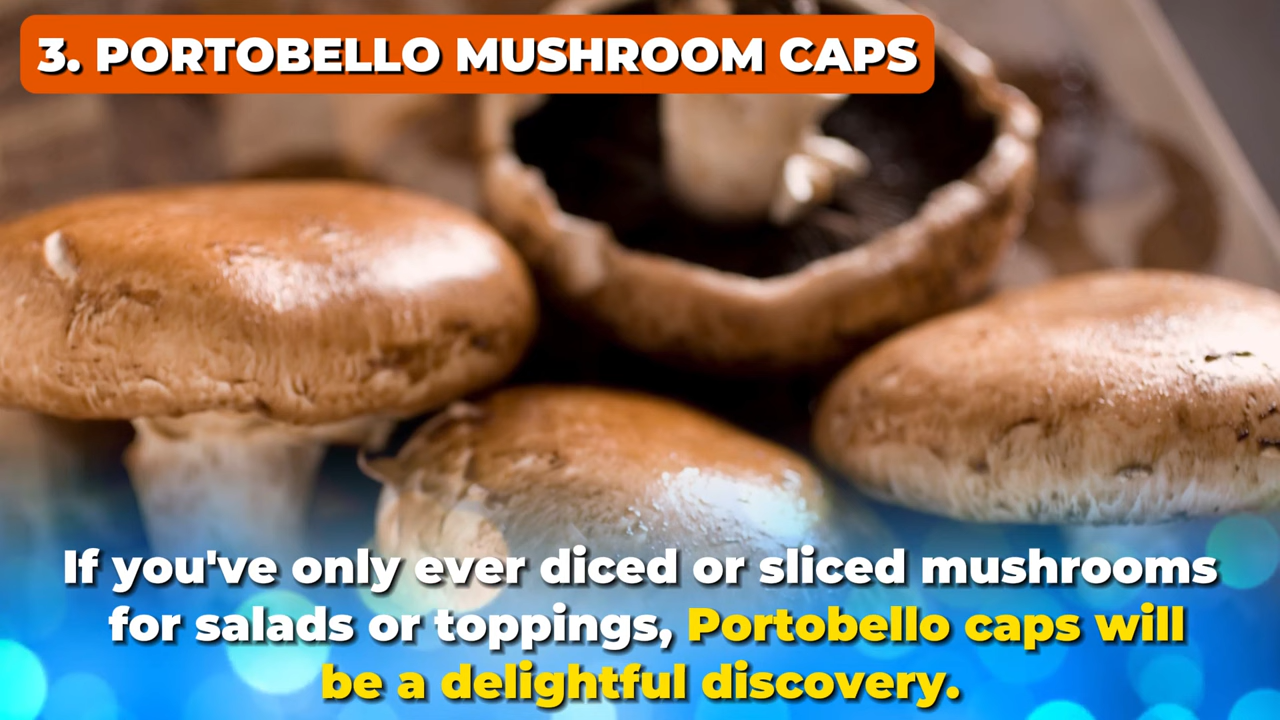 3. PORTOBELLO MUSHROOM CAPS
If you've only ever diced or sliced mushrooms
for salads or toppings, Portobello caps will
be a delightful discovery.